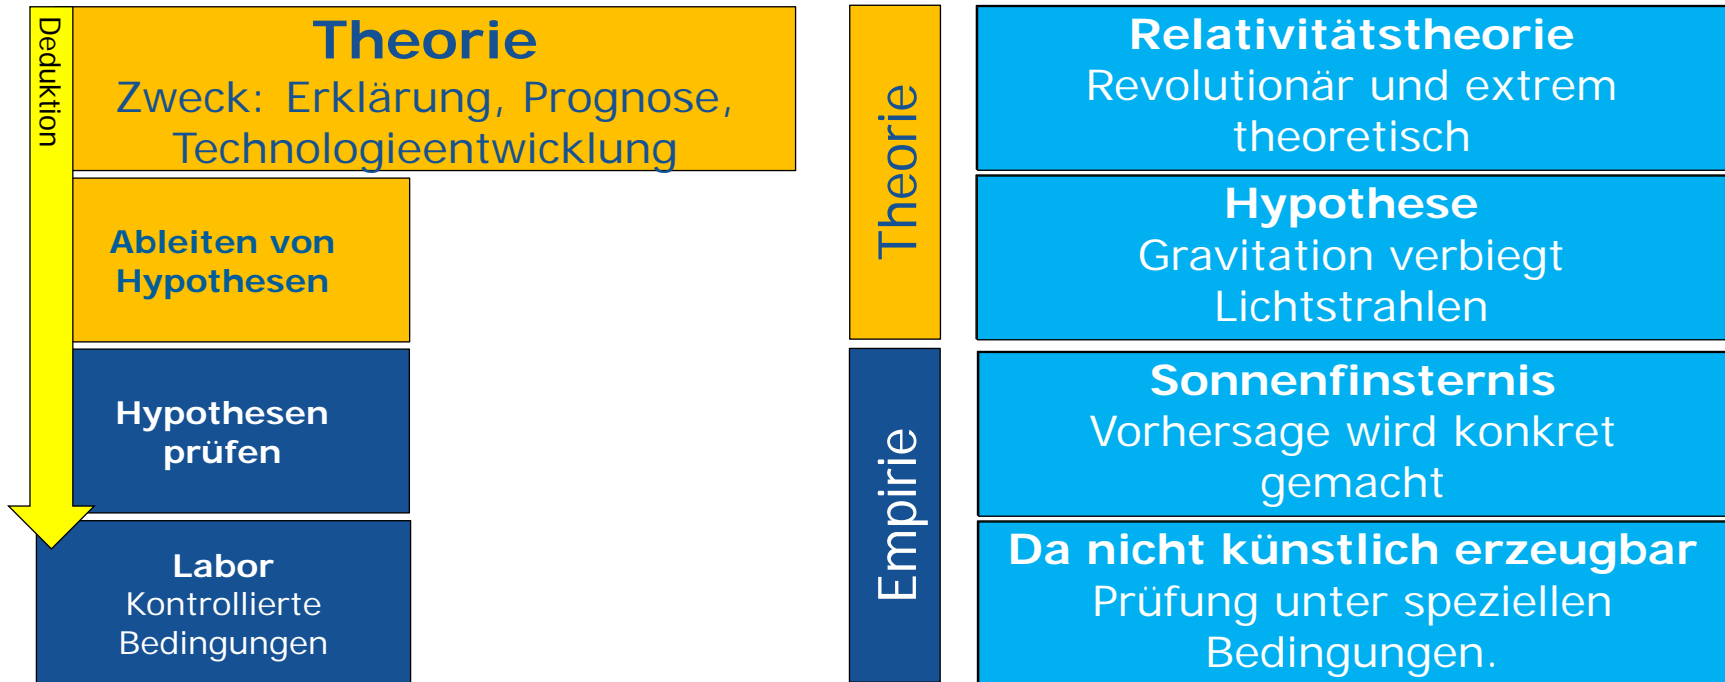 Deduktion
Theorie
Zweck: Erklärung, Prognose,
Technologieentwicklung
Ableiten von
Hypothesen
Hypothesen
prüfen
Labor
Kontrollierte
Bedingungen
Theorie
Empirie
Relativitätstheorie
Revolutionär und extrem
theoretisch
Hypothese
Gravitation verbiegt
Lichtstrahlen
Sonnenfinsternis
Vorhersage wird konkret
gemacht
Da nicht künstlich erzeugbar
Prüfung unter speziellen
Bedingungen.